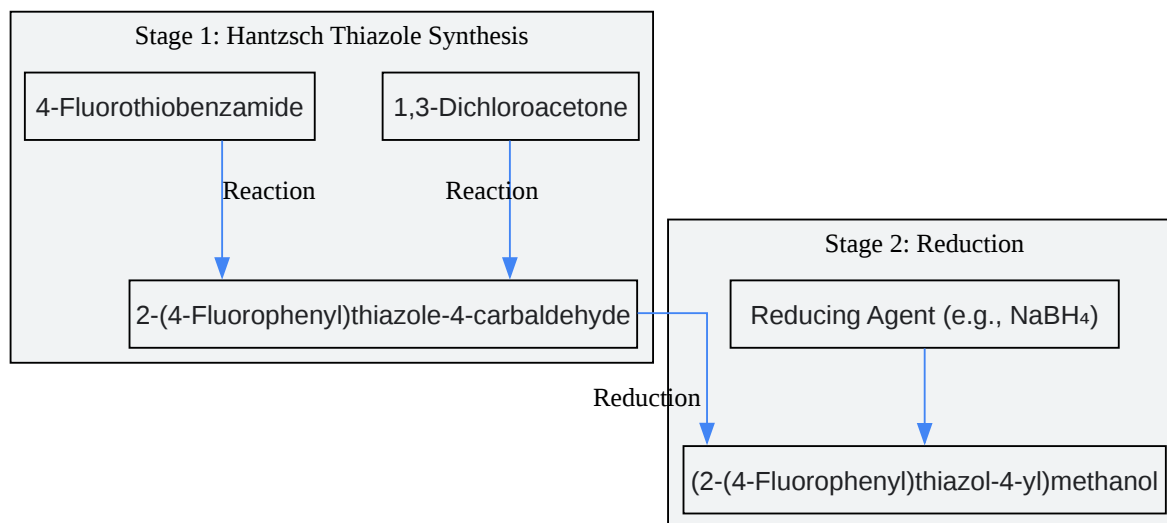 Stage 1: Hantzsch Thiazole Synthesis
4-Fluorothiobenzamide
1,3-Dichloroacetone
Reaction
Reaction
2-(4-Fluorophenyl)thiazole-4-carbaldehyde
Stage 2: Reduction
Reducing Agent (e.g., NaBH₄)
Reduction
(2-(4-Fluorophenyl)thiazol-4-yl)methanol